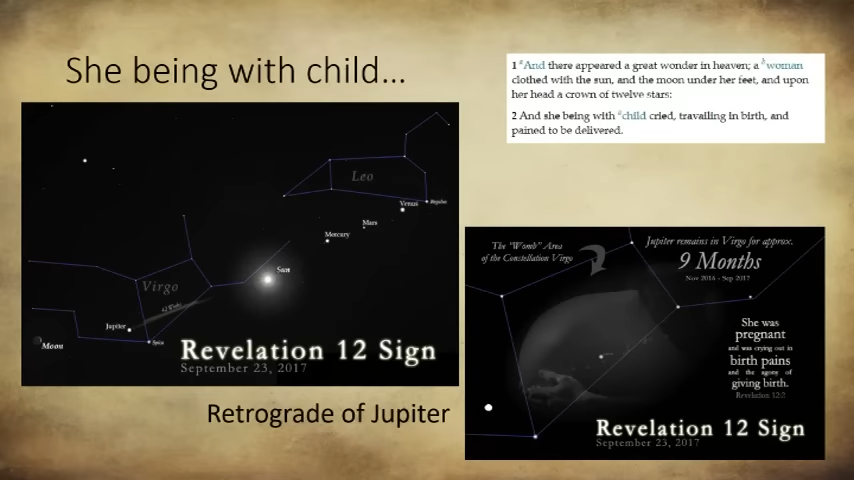 She being with child...
1 a And there appeared a great wonder in heaven; a b woman
clothed with the sun, and the moon under her feet, and upon
her head a crown of twelve stars:
2 And she being with a child cried, travailing in birth, and
pained to be delivered.
Leo
Venus
Regulus
Mars
Mercury
Sun
Virgo
42 Wks
Jupiter
Spica
Moon
Revelation 12 Sign
September 23, 2017
Retrograde of Jupiter
The "Womb" Area
of the Constellation Virgo
Jupiter remains in Virgo for approx.
9 Months
Nov 2016 - Sep 2017
She was
pregnant
and was crying out in
birth pains
and the agony of
giving birth.
Revelation 12:2
Revelation 12 Sign
September 23, 2017